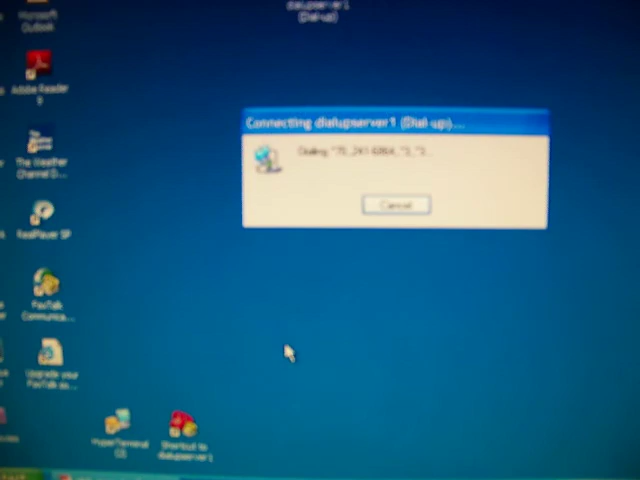 dialupserver1
(Dial-up)
Microsoft
Outlook
Adobe Reader
9
Connecting dialupserver1 (Dial-up)...
Dialing
Cancel
The Weather
Channel D...
RealPlayer SP
FaxTalk
Communica...
Upgrade your
FaxTalk so...
HyperTerminal
Shortcut to
dialupserver1